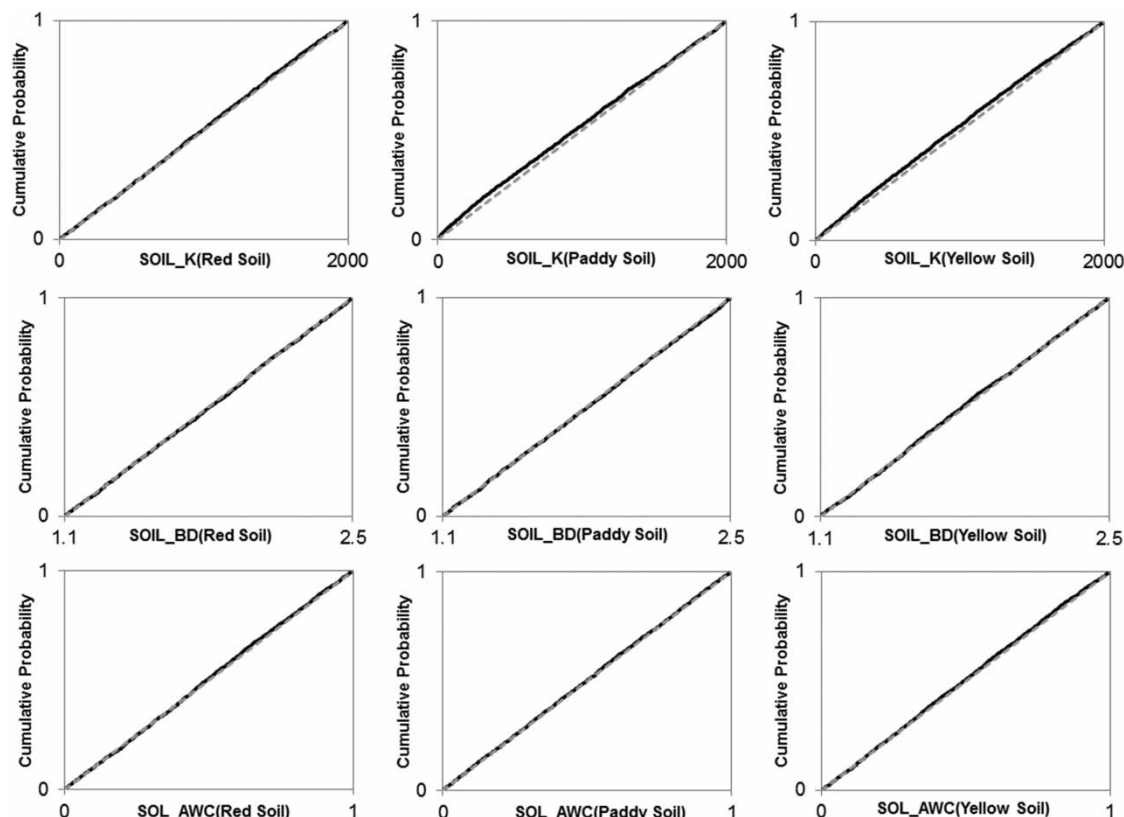 1
Cumulative Probability
0
0
SOIL_K(Red Soil)
2000
1
Cumulative Probability
0
0
SOIL_K(Paddy Soil)
2000
1
Cumulative Probability
0
0
SOIL_K(Yellow Soil)
2000
1
Cumulative Probability
0
1.1
SOIL_BD(Red Soil)
2.5
1
Cumulative Probability
0
1.1
SOIL_BD(Paddy Soil)
2.5
1
Cumulative Probability
0
1.1
SOIL_BD(Yellow Soil)
2.5
1
Cumulative Probability
0
0
SOL_AWC(Red Soil)
1
1
Cumulative Probability
0
0
SOL_AWC(Paddy Soil)
1
1
Cumulative Probability
0
0
SOL_AWC(Yellow Soil)
1